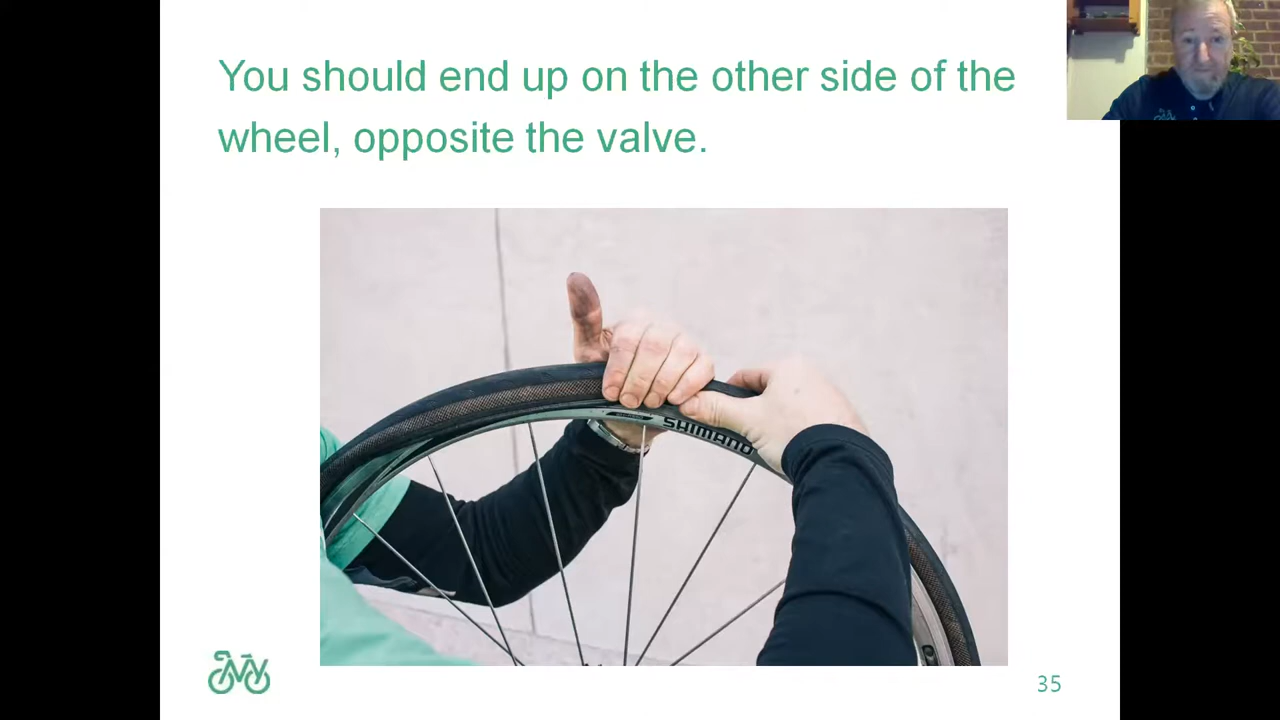 You should end up on the other side of the
wheel, opposite the valve.
SHIMANO
35